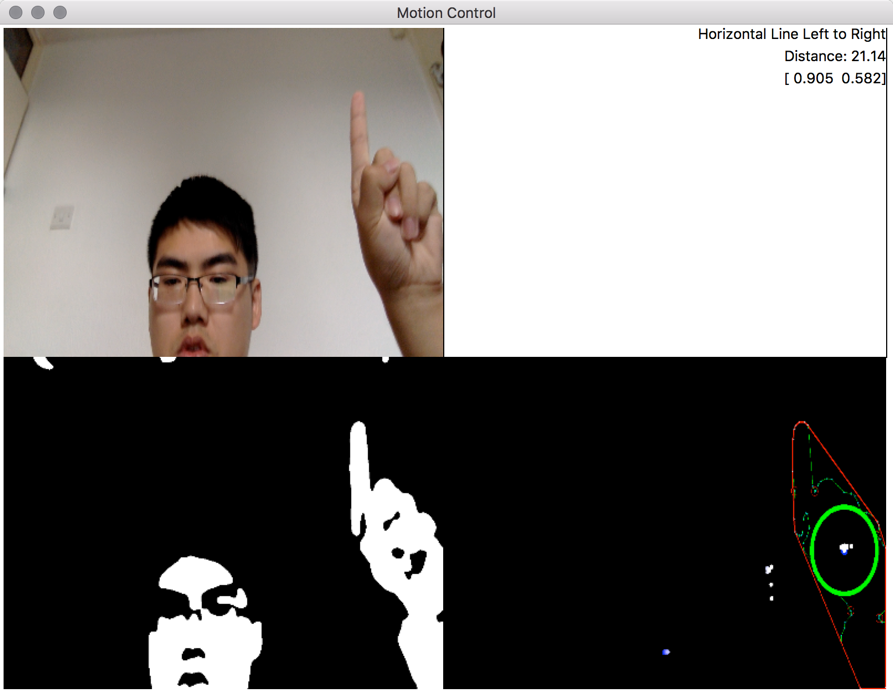 Motion Control
Horizontal Line Left to Right
Distance: 21.14
[ 0.905  0.582]